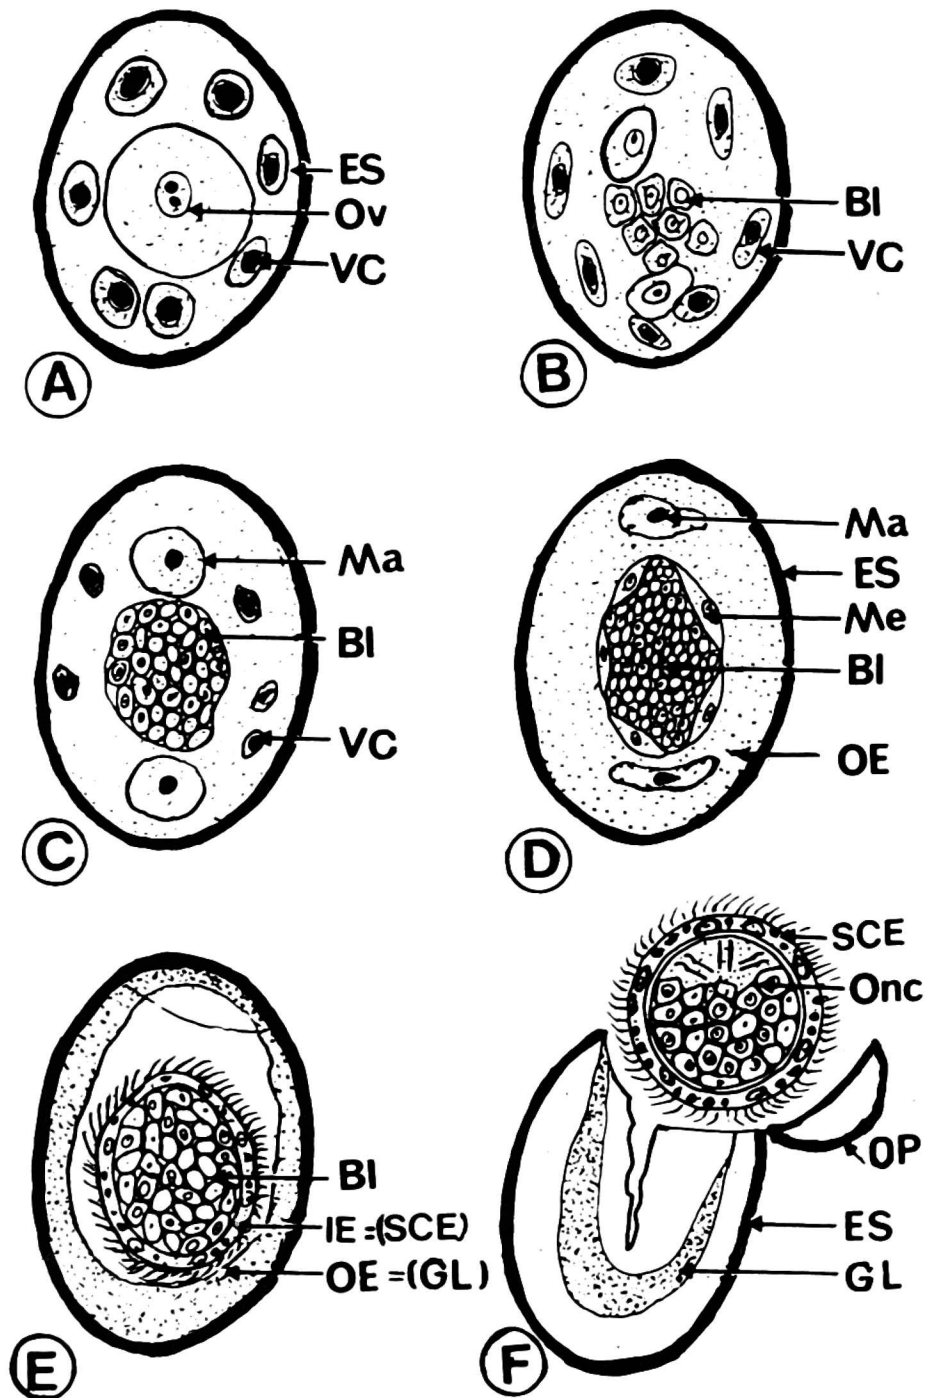 ES
Ov
VC
A
Bl
VC
B
Ma
Bl
VC
C
Ma
ES
Me
Bl
OE
D
Bl
IE =(SCE)
OE =(GL)
E
SCE
Onc
OP
ES
GL
F